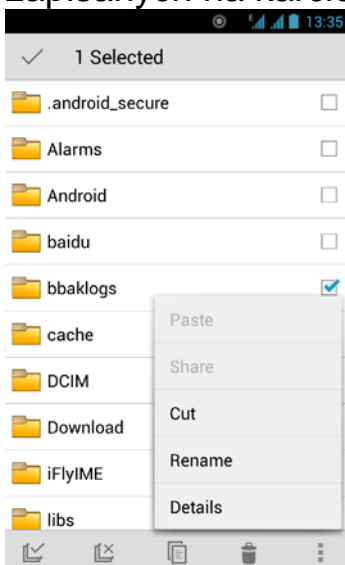 13:35
1 Selected
.android_secure
Alarms
Android
baidu
bbaklogs
cache
DCIM
Download
iFlyIME
libs
Paste
Share
Cut
Rename
Details